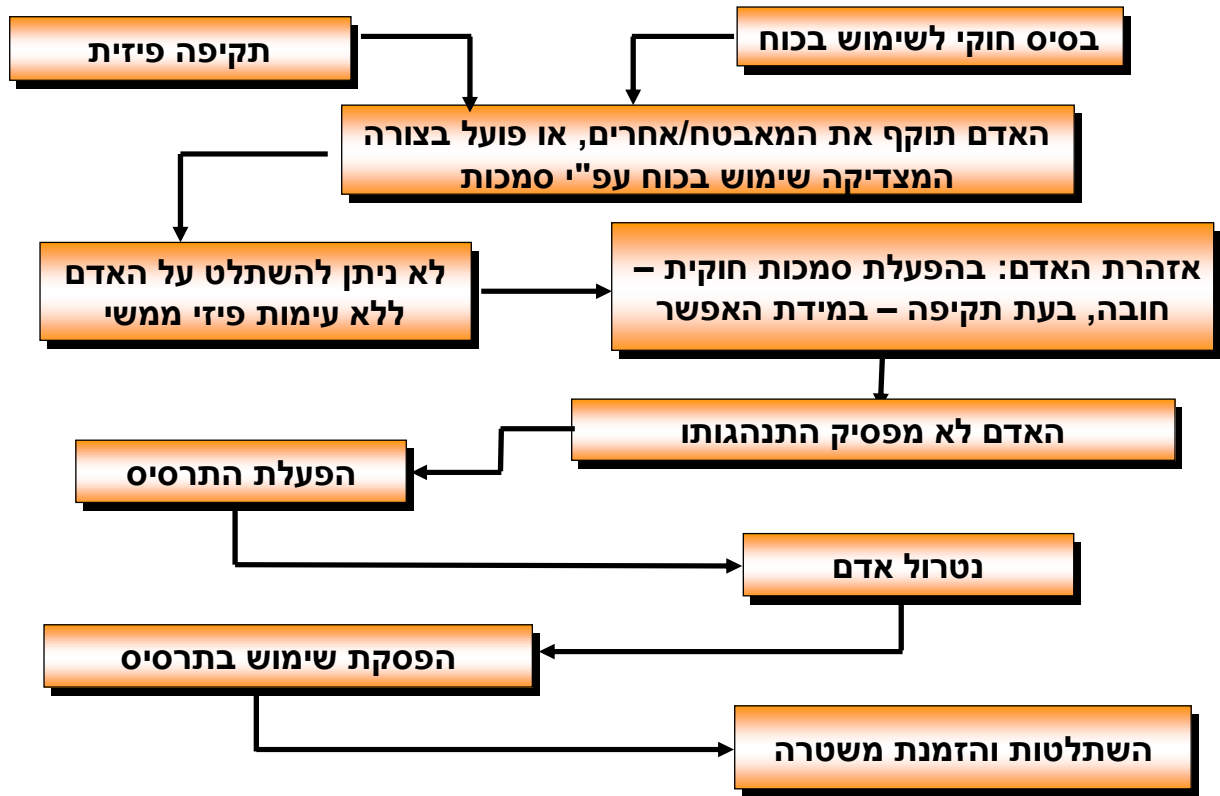 בסיס חוקי לשימוש בכוח
תקיפה פיזית
האדם תוקף את המאבטח/אחרים, או פועל בצורה
המצדיקה שימוש בכוח עפ"י סמכות
לא ניתן להשתלט על האדם
ללא עימות פיזי ממשי
אזהרת האדם: בהפעלת סמכות חוקית –
חובה, בעת תקיפה – במידת האפשר
האדם לא מפסיק התנהגותו
הפעלת התרסיס
נטרול אדם
הפסקת שימוש בתרסיס
השתלטות והזמנת משטרה